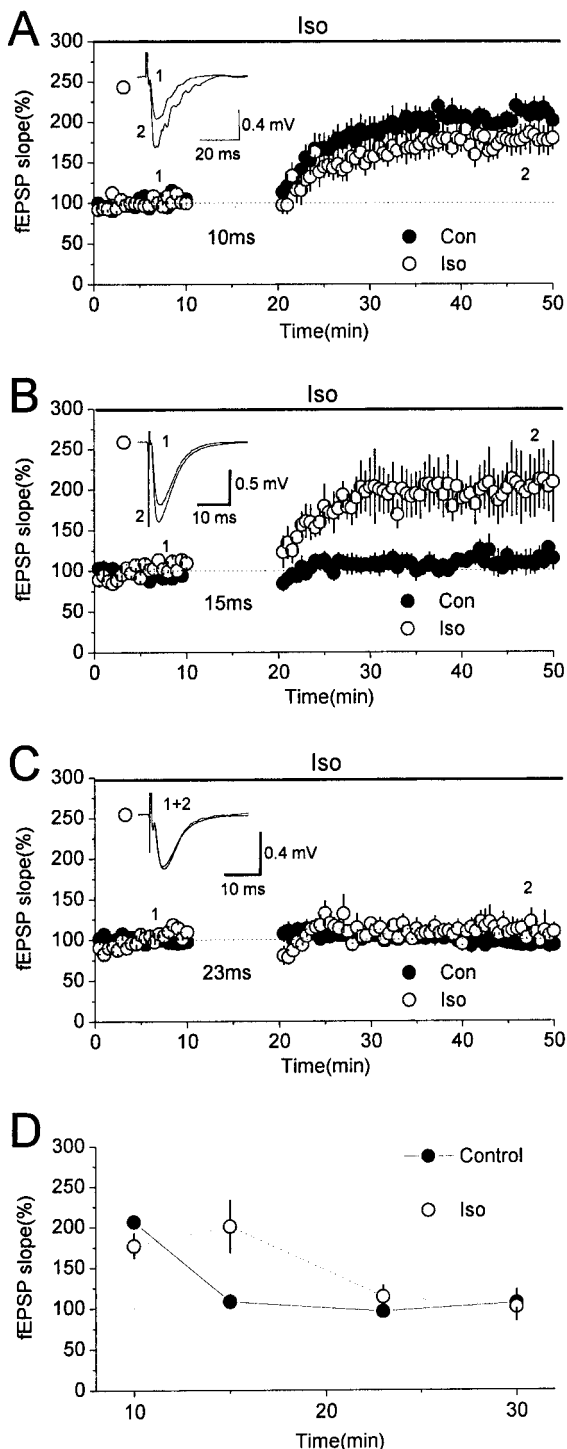 A
Iso
300
250
200
150
100
50
0
fEPSP slope(%)
1
2
0.4 mV
20 ms
1
2
10ms
Con
Iso
0 10 20 30 40 50
Time(min)
B
Iso
300
250
200
150
100
50
0
fEPSP slope(%)
1
2
0.5 mV
10 ms
2
1
15ms
Con
Iso
0 10 20 30 40 50
Time(min)
C
Iso
300
250
200
150
100
50
0
fEPSP slope(%)
1+2
0.4 mV
10 ms
1
2
23ms
Con
Iso
0 10 20 30 40 50
Time(min)
D
300
250
200
150
100
50
0
fEPSP slope(%)
Control
Iso
10 20 30
Time(min)